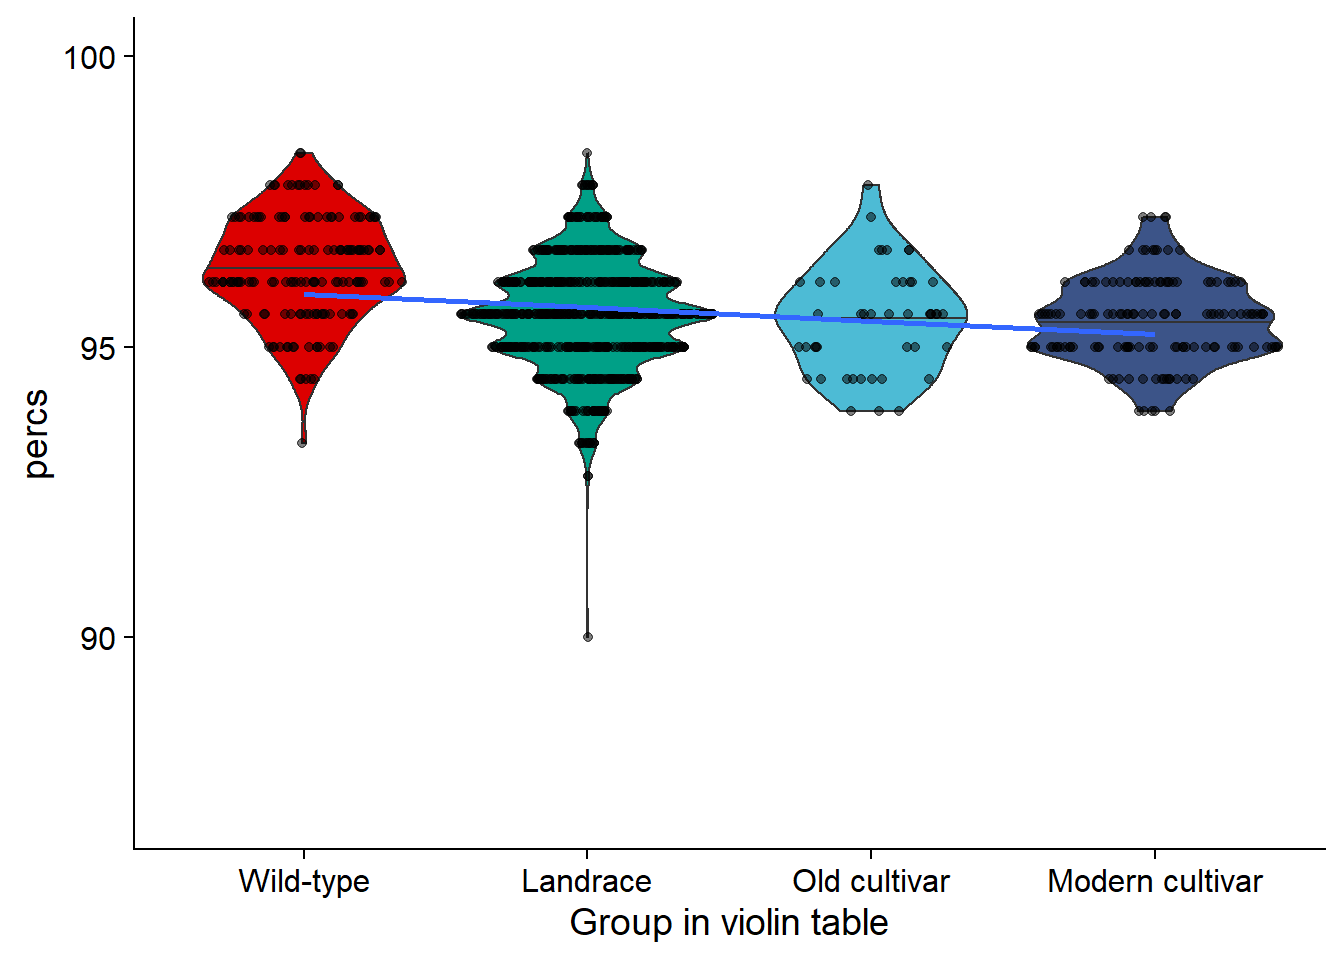 100
95
90
percs
Wild-type
Landrace
Old cultivar
Modern cultivar
Group in violin table